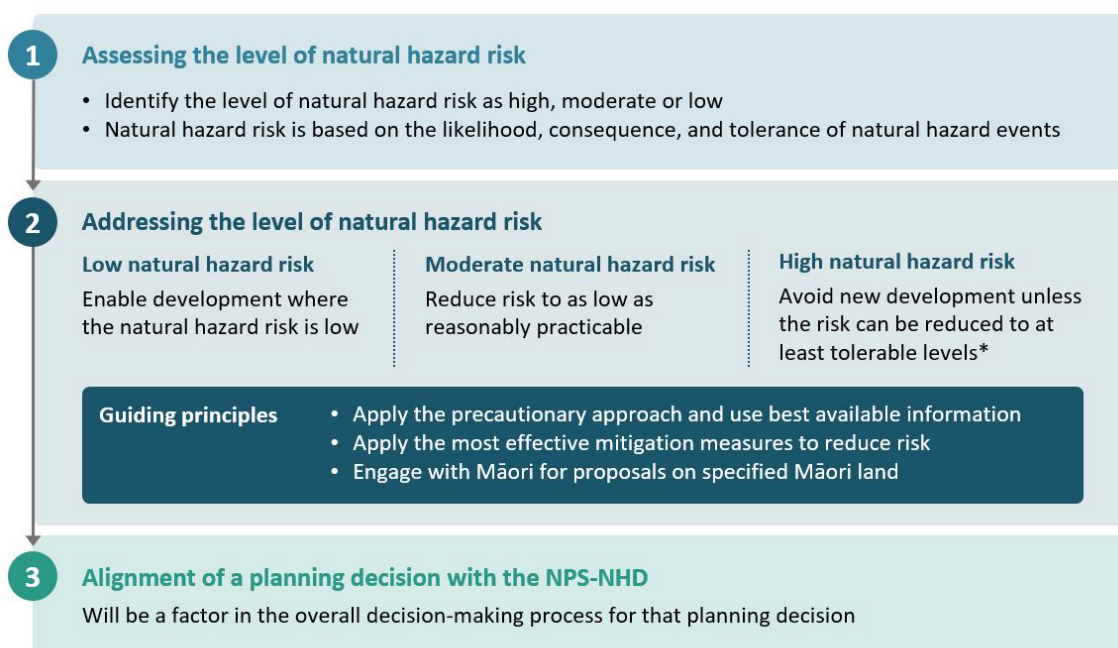 1
Assessing the level of natural hazard risk
• Identify the level of natural hazard risk as high, moderate or low
• Natural hazard risk is based on the likelihood, consequence, and tolerance of natural hazard events
2
Addressing the level of natural hazard risk
Low natural hazard risk
Enable development where
the natural hazard risk is low
Moderate natural hazard risk
Reduce risk to as low as
reasonably practicable
High natural hazard risk
Avoid new development unless
the risk can be reduced to at
least tolerable levels*
Guiding principles
• Apply the precautionary approach and use best available information
• Apply the most effective mitigation measures to reduce risk
• Engage with Māori for proposals on specified Māori land
3
Alignment of a planning decision with the NPS-NHD
Will be a factor in the overall decision-making process for that planning decision